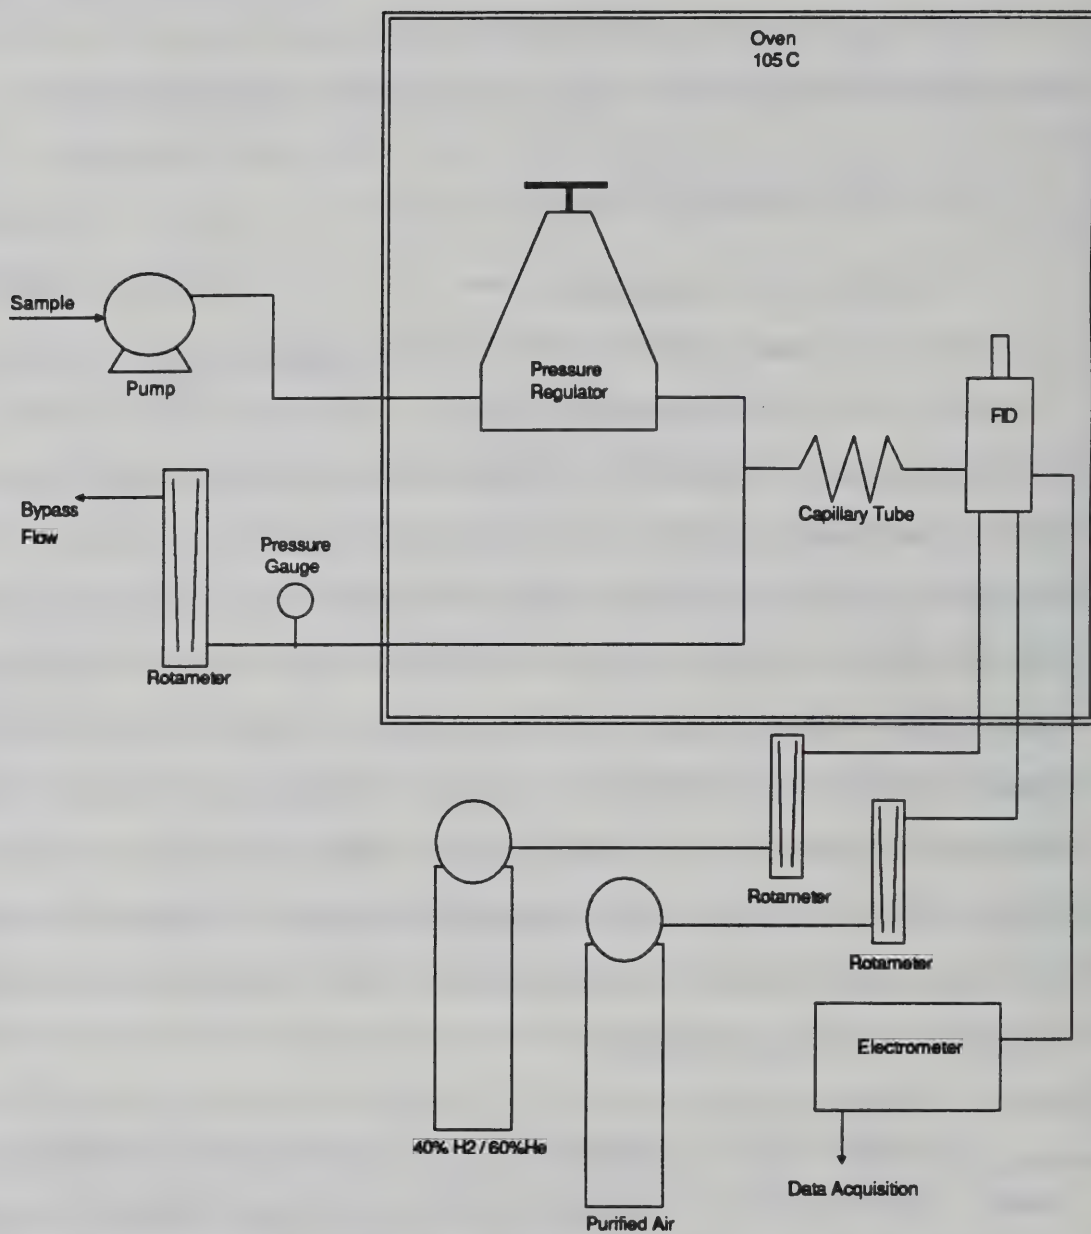 Oven
105 C
Sample
Pump
Pressure
Regulator
FID
Capillary Tube
Bypass
Flow
Pressure
Gauge
Rotameter
Rotameter
Rotameter
Electrometer
40% H2 / 60%He
Data Acquisition
Purified Air